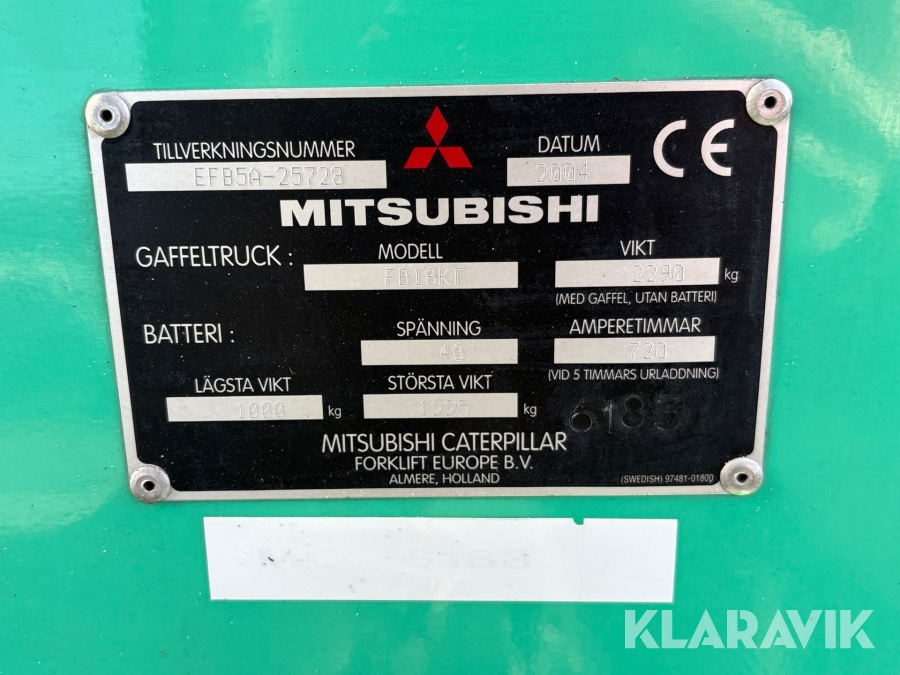 TILLVERKNINGSNUMMER
EFB5A-25728
DATUM
2004
CE
MITSUBISHI
GAFFELTRUCK :
MODELL
FB18KT
VIKT
2290 kg
(MED GAFFEL, UTAN BATTERI)
BATTERI :
SPÄNNING
48
AMPERETIMMAR
720
(VID 5 TIMMARS URLADDNING)
LÄGSTA VIKT
1000 kg
STÖRSTA VIKT
1225 kg
6185
MITSUBISHI CATERPILLAR
FORKLIFT EUROPE B.V.
ALMERE, HOLLAND
(SWEDISH) 97481-01800
KLARAVIK